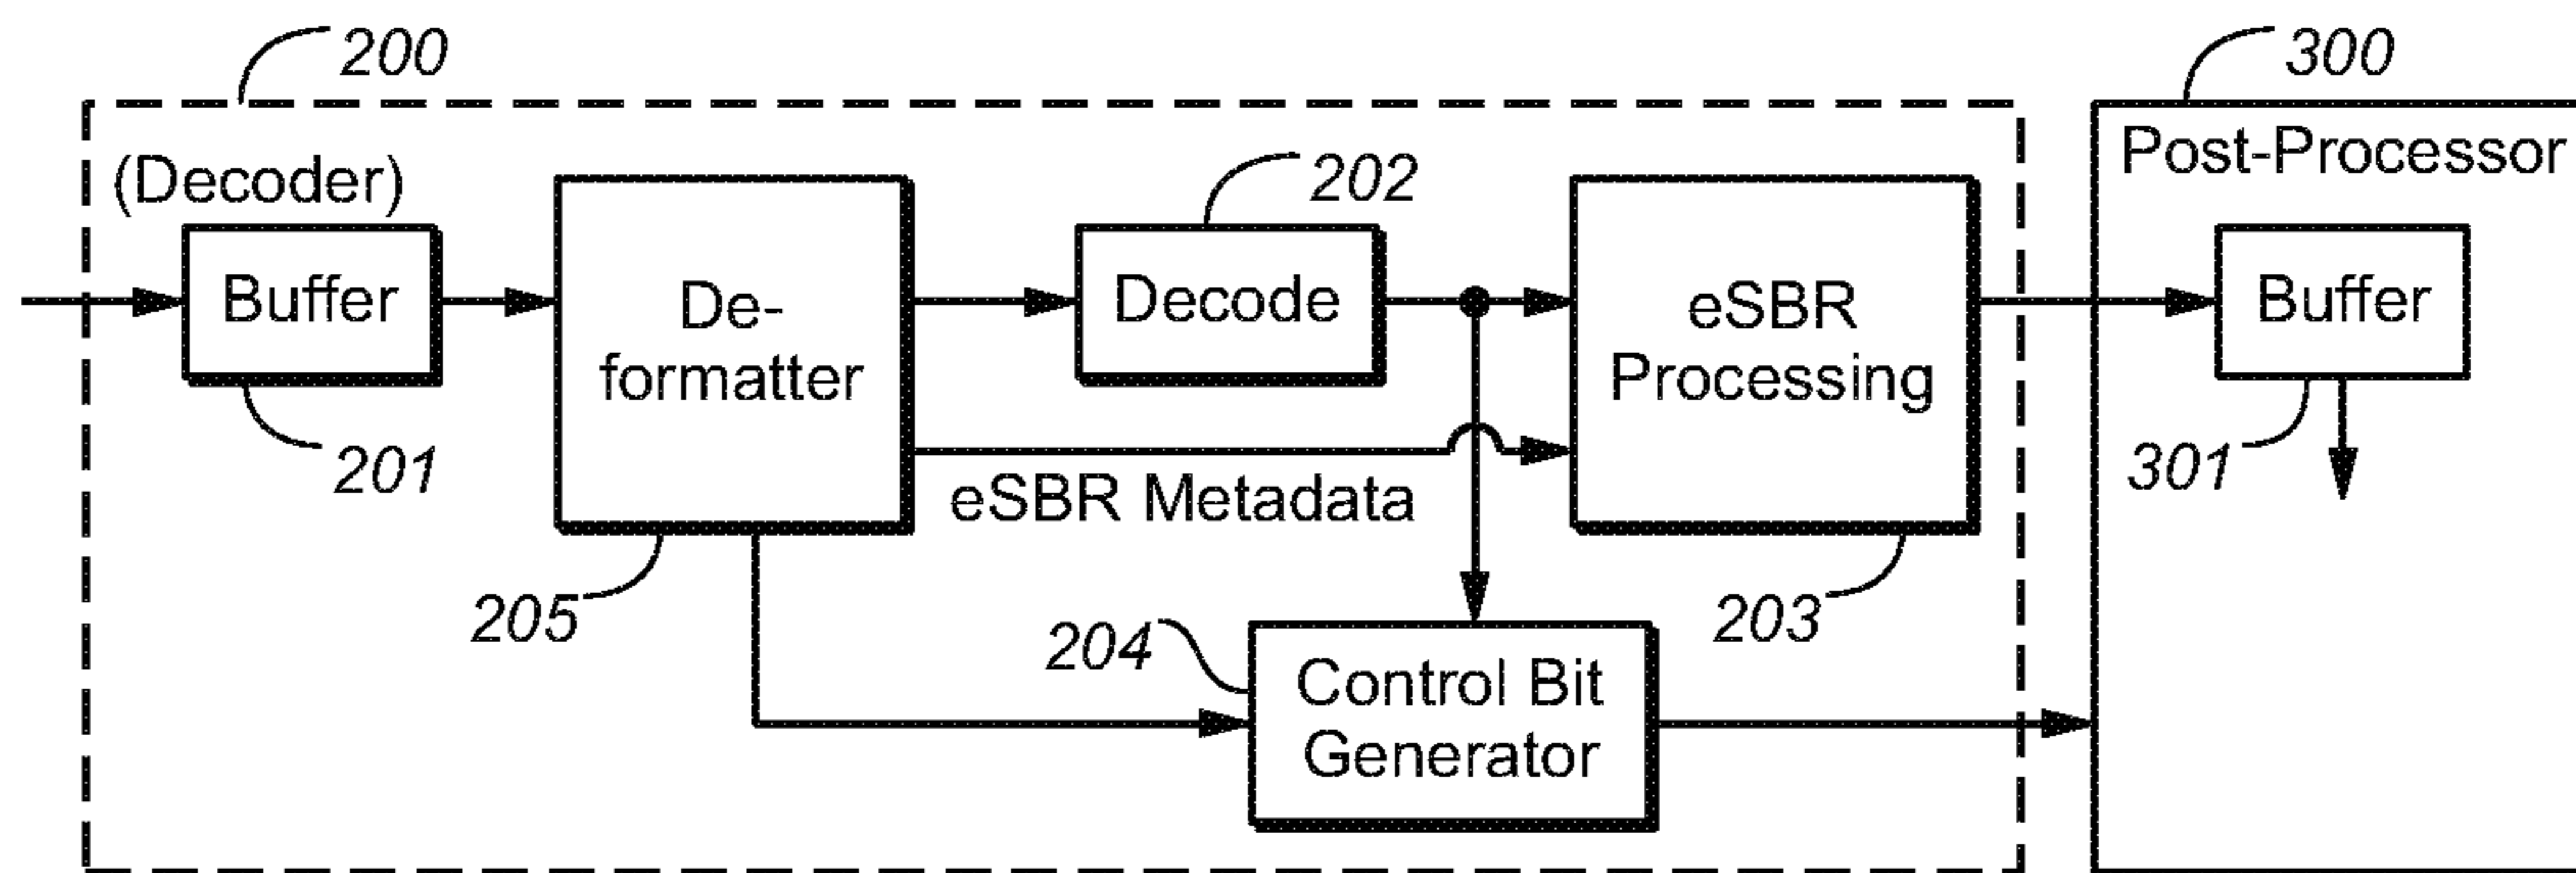 200
300
(Decoder)
Post-Processor
202
Buffer
De-
formatter
Decode
eSBR
Processing
Buffer
201
eSBR Metadata
301
205
204
203
Control Bit
Generator